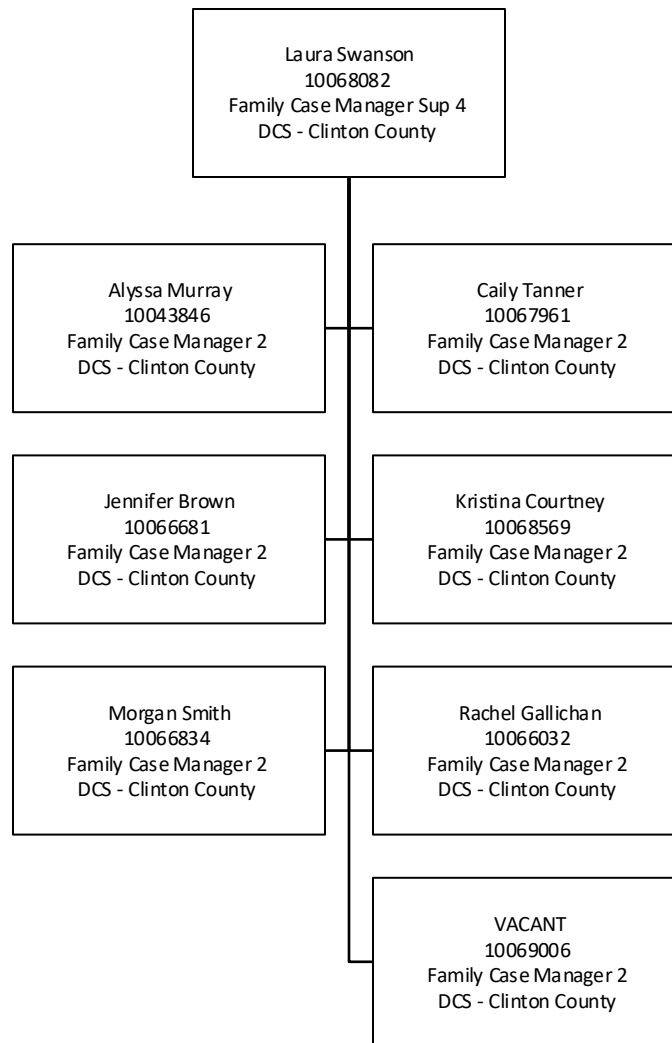 Laura Swanson
10068082
Family Case Manager Sup 4
DCS - Clinton County
Alyssa Murray
10043846
Family Case Manager 2
DCS - Clinton County
Caily Tanner
10067961
Family Case Manager 2
DCS - Clinton County
Jennifer Brown
10066681
Family Case Manager 2
DCS - Clinton County
Kristina Courtney
10068569
Family Case Manager 2
DCS - Clinton County
Morgan Smith
10066834
Family Case Manager 2
DCS - Clinton County
Rachel Gallichan
10066032
Family Case Manager 2
DCS - Clinton County
VACANT
10069006
Family Case Manager 2
DCS - Clinton County